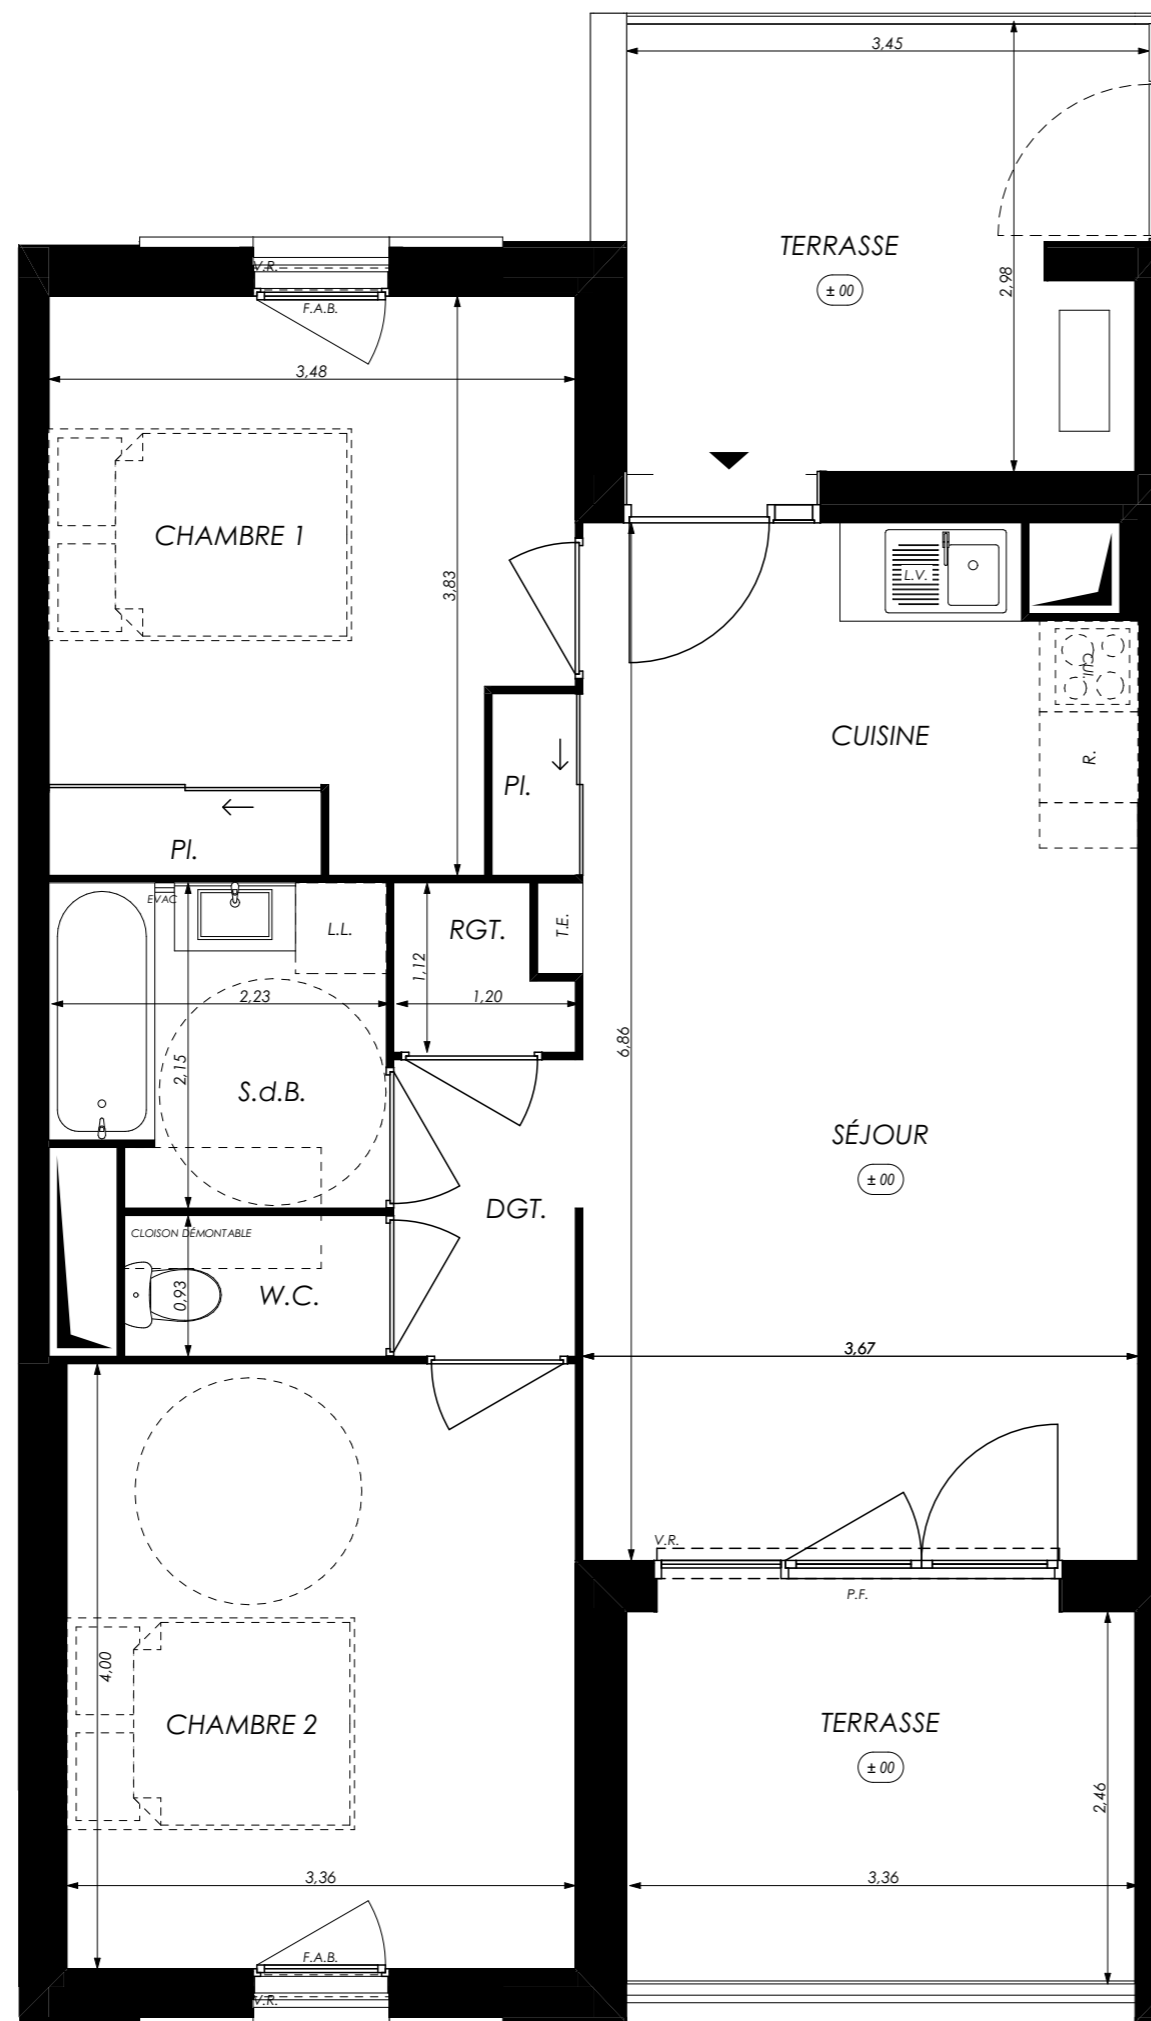 3,45
TERRASSE
± 00
2,98
V.R.
F.A.B.
3,48
CHAMBRE 1
3,83
L.V.
CUI.
CUISINE
R.
Pl.
Pl.
EVAC
L.L.
RGT.
T.E.
1,12
2,23
1,20
6,86
2,15
S.d.B.
SÉJOUR
± 00
DGT.
CLOISON DÉMONTABLE
0,93
W.C.
3,67
V.R.
P.F.
4,00
CHAMBRE 2
TERRASSE
± 00
2,46
3,36
3,36
F.A.B.
V.R.